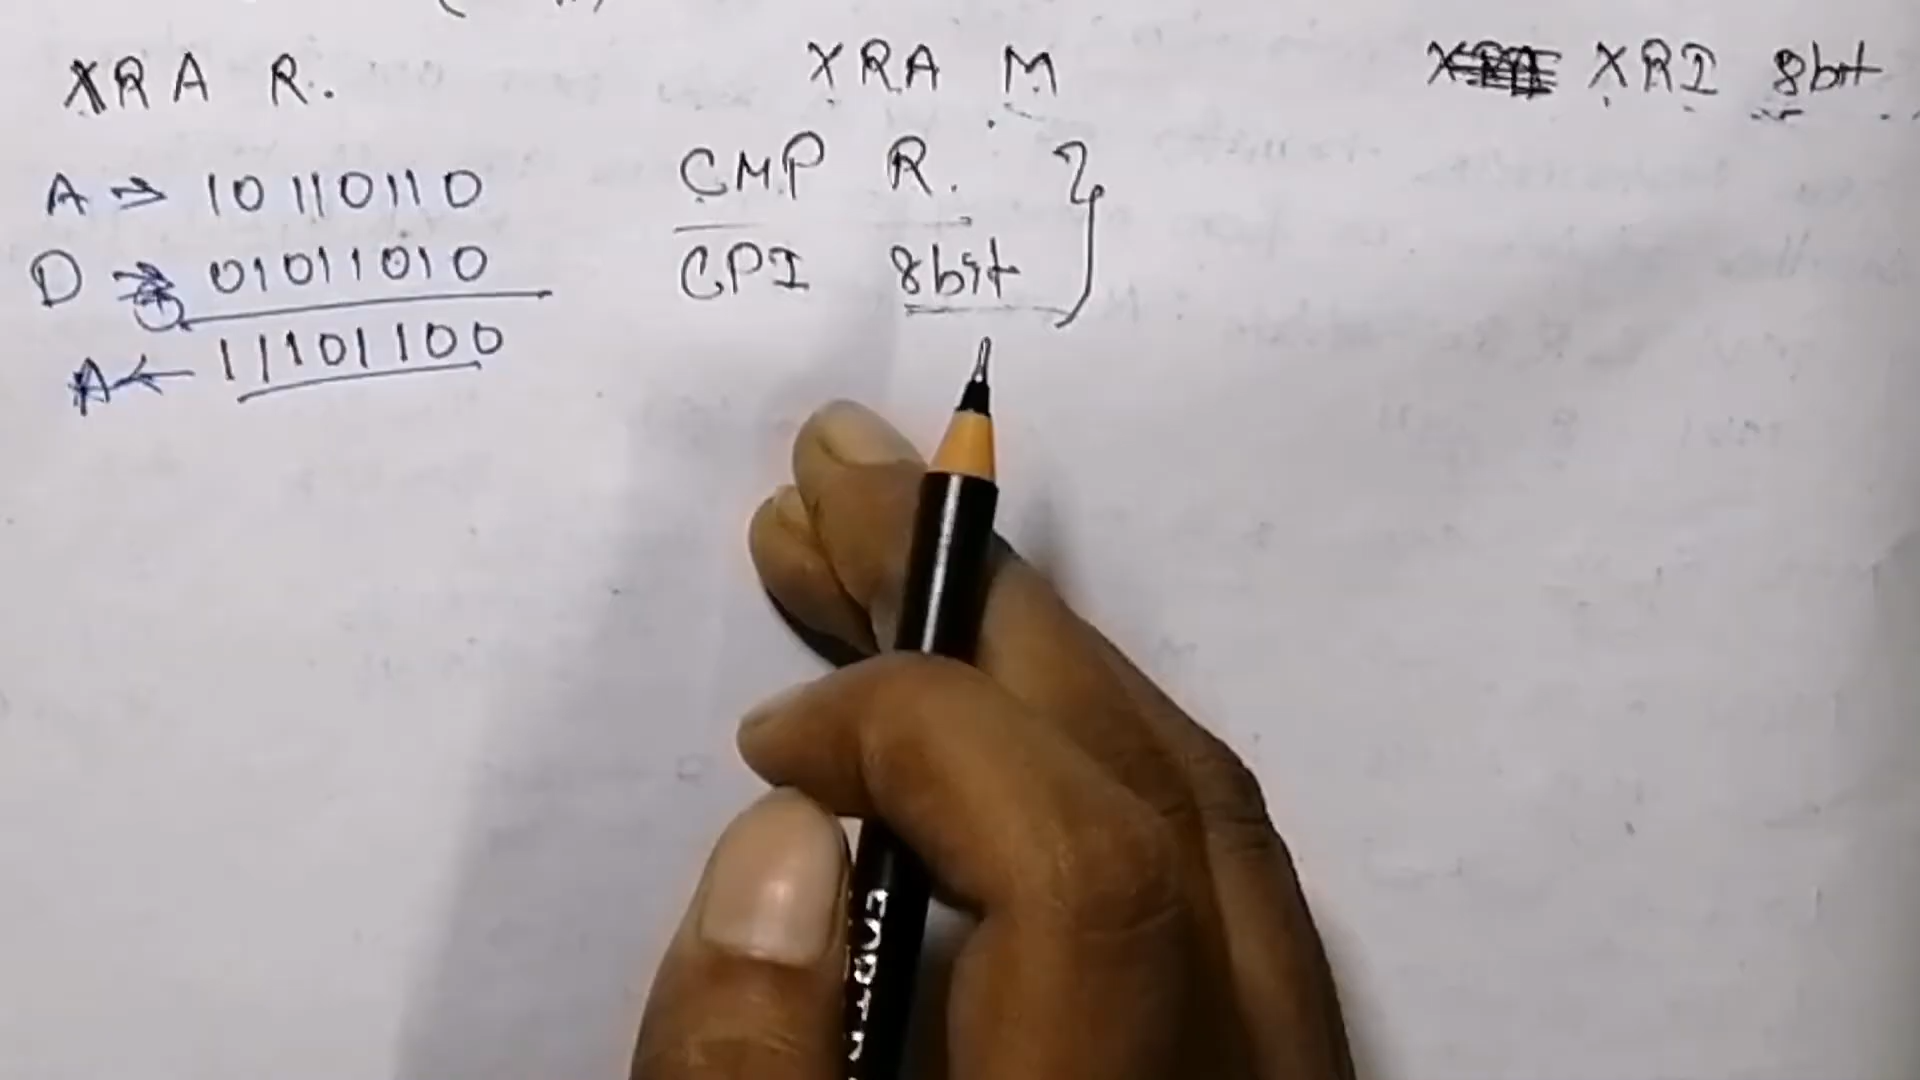 XRA R.
XRA M
XRI 8bit
A → 10110110
D → 01011010
A ← 11101100
CMP R.
CPI 8bit